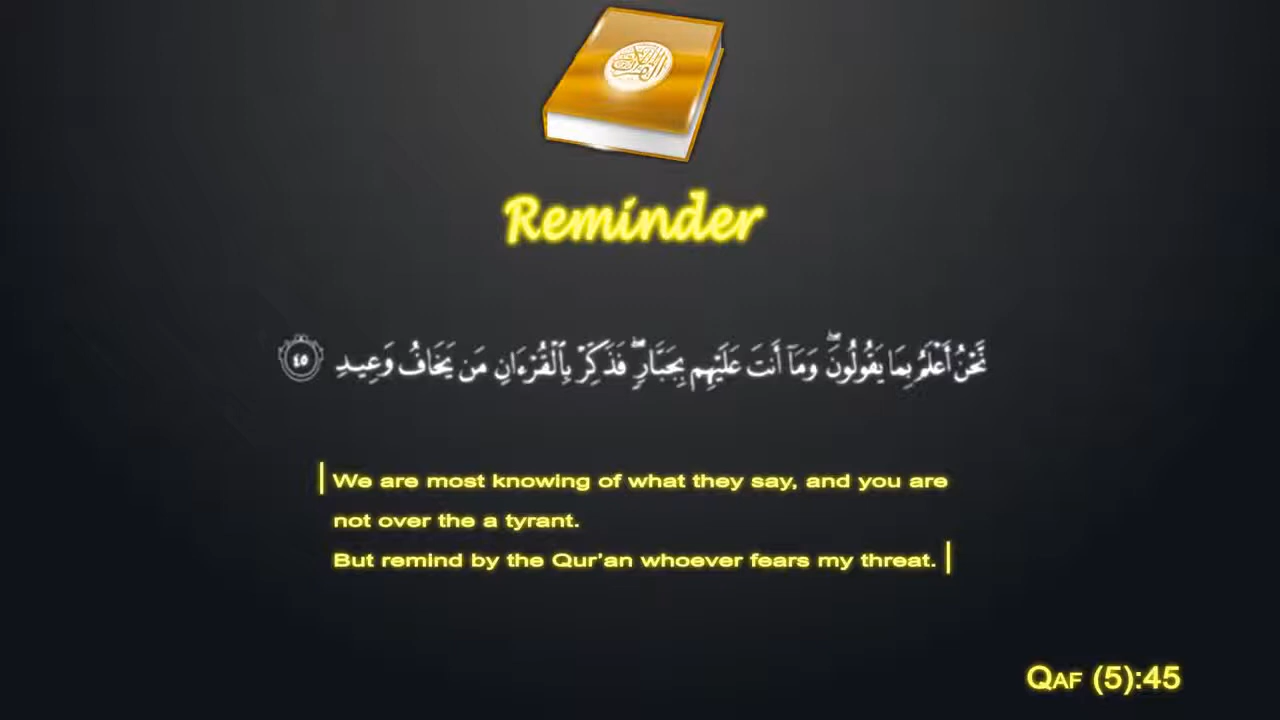 Reminder
نَّحْنُ أَعْلَمُ بِمَا يَقُولُونَ ۖ وَمَآ أَنتَ عَلَيْهِم بِجَبَّارٍ ۖ فَذَكِّرْ بِٱلْقُرْءَانِ مَن يَخَافُ وَعِيدِ ٤٥
We are most knowing of what they say, and you are
not over the a tyrant.
But remind by the Qur'an whoever fears my threat.
QAF (5):45